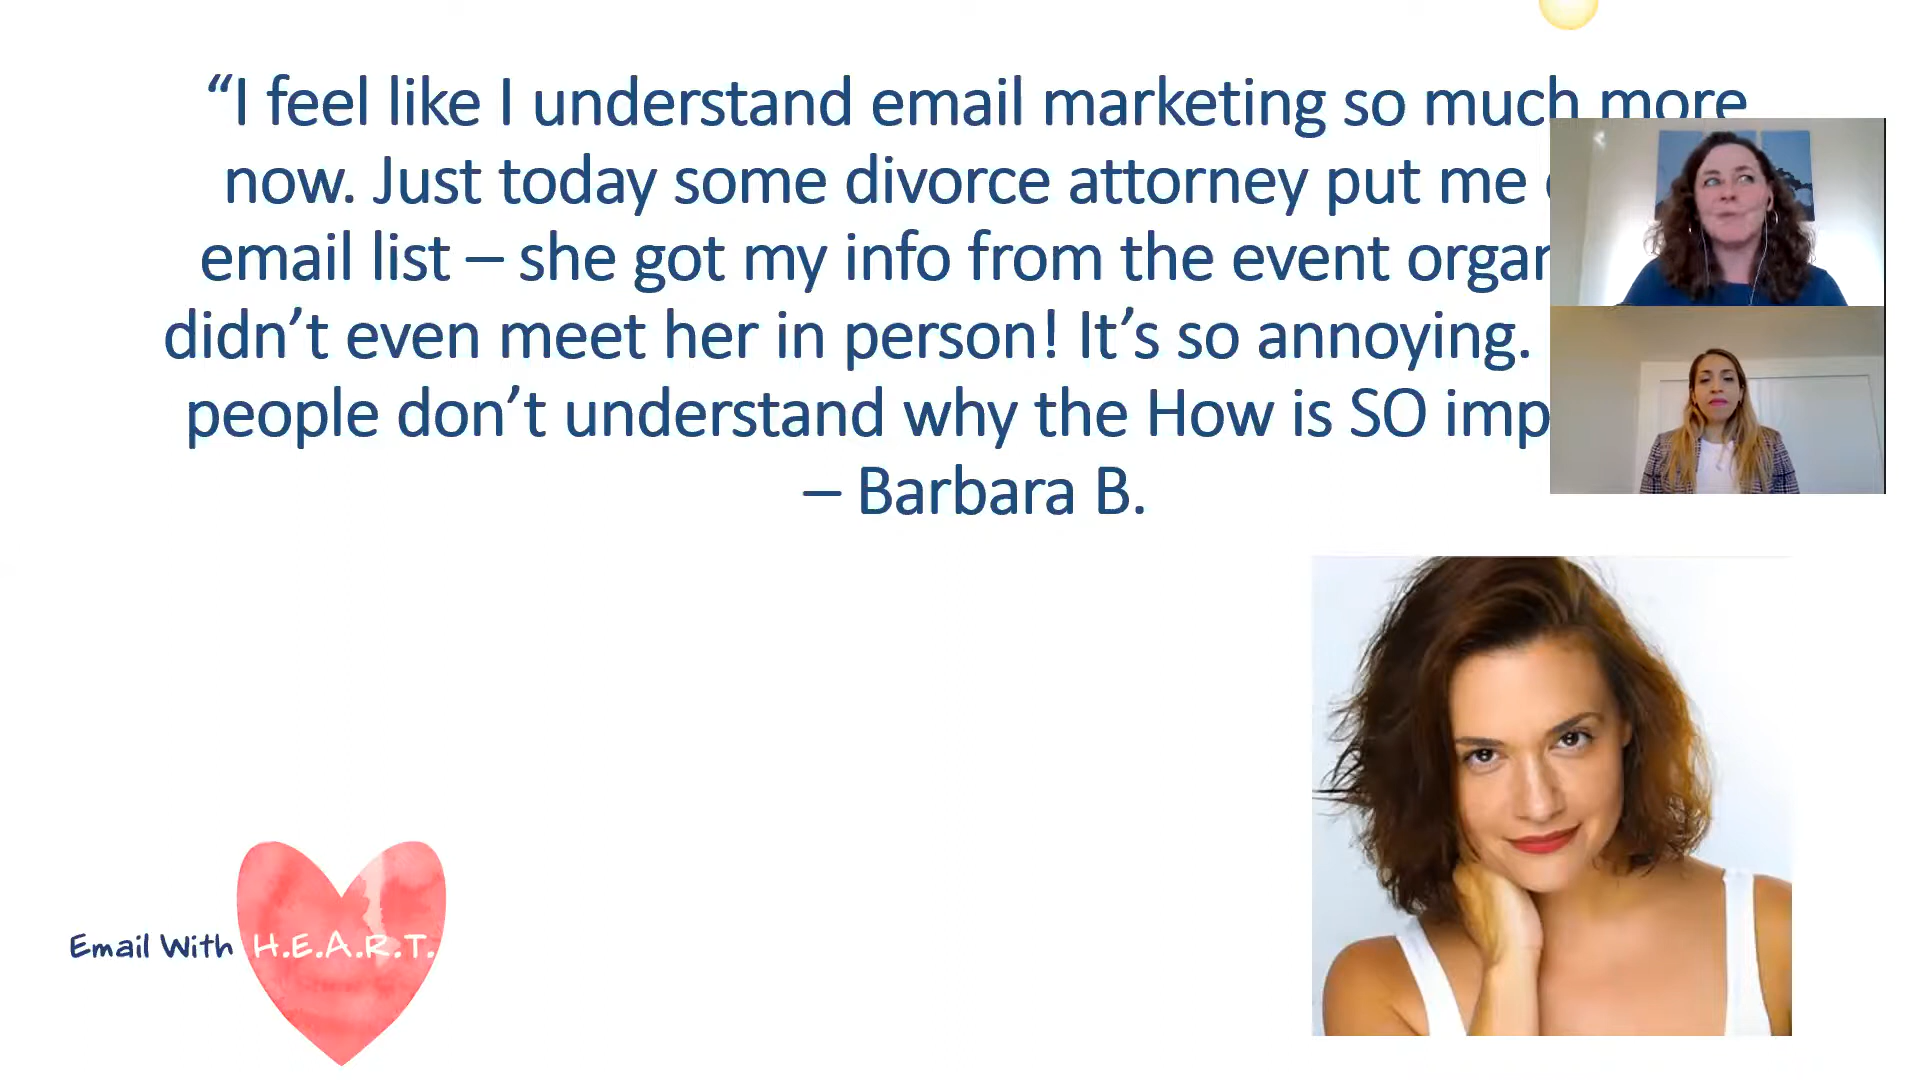 “I feel like I understand email marketing so much more
now. Just today some divorce attorney put me
email list – she got my info from the event
didn’t even meet her in person! It’s so annoying.
people don’t understand why the How is SO
– Barbara B.
Email With H.E.A.R.T.